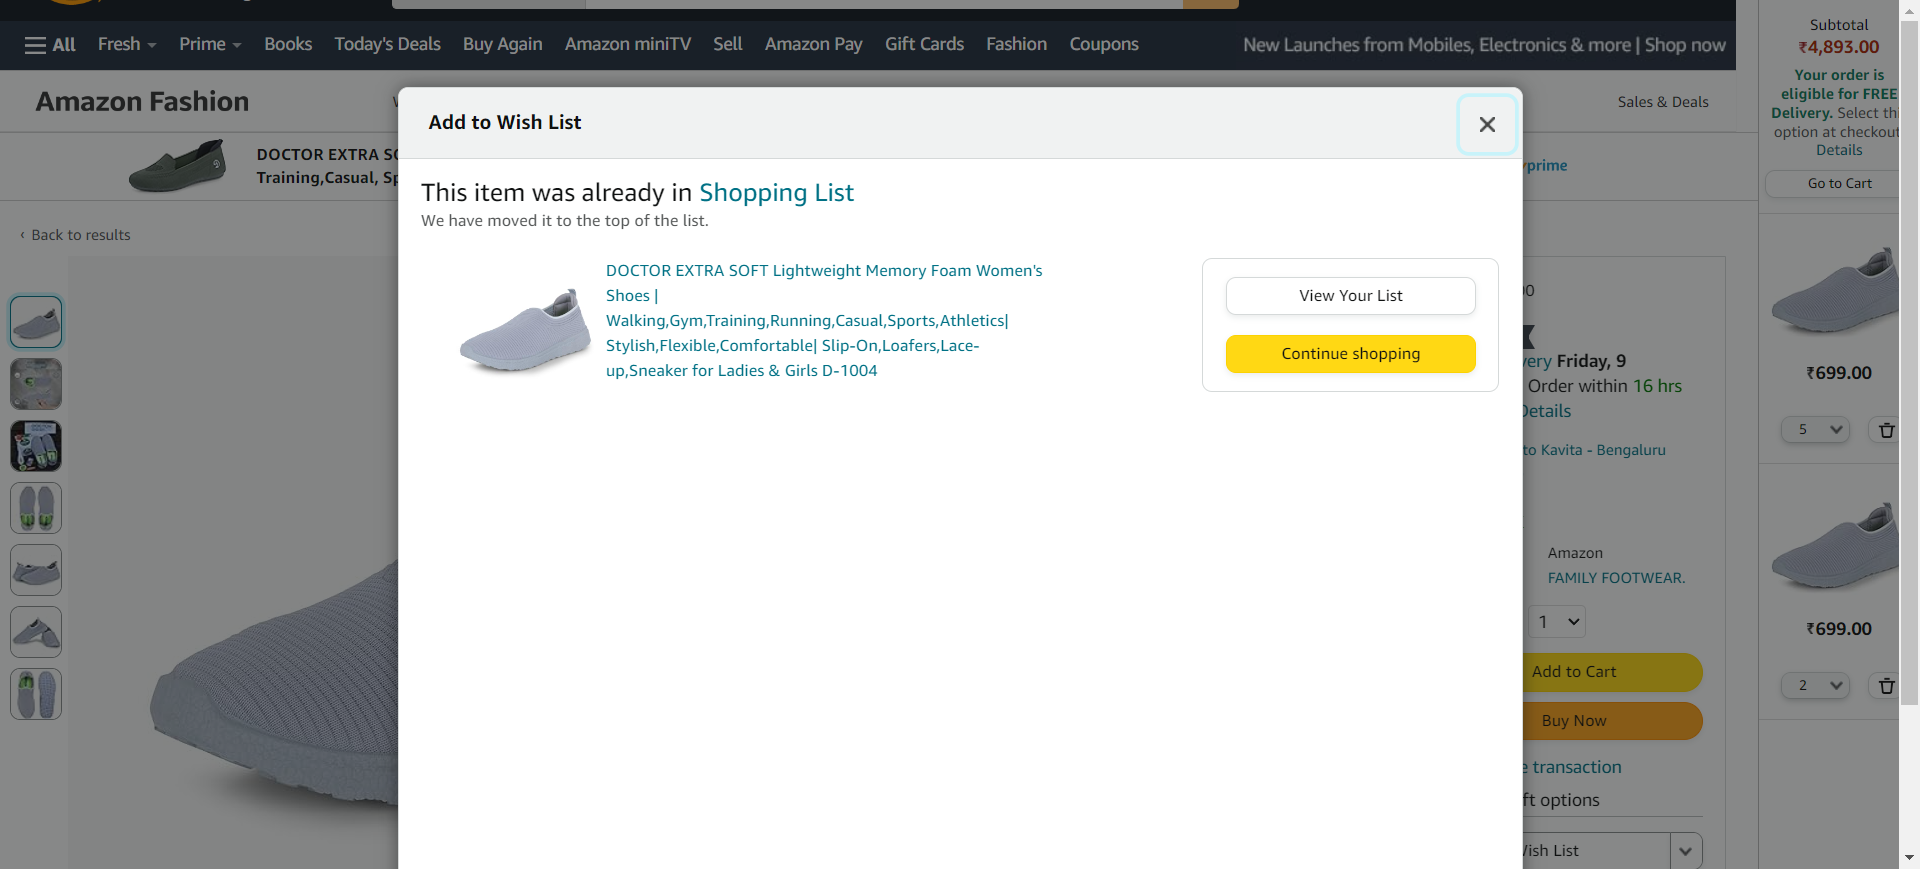 All Fresh Prime Books Today's Deals Buy Again Amazon miniTV Sell Amazon Pay Gift Cards Fashion Coupons New Launches from Mobiles, Electronics & more | Shop now
Amazon Fashion
Sales & Deals
DOCTOR EXTRA
Training,Casual,
prime
‹ Back to results
Add to Wish List
This item was already in Shopping List
We have moved it to the top of the list.
DOCTOR EXTRA SOFT Lightweight Memory Foam Women's
Shoes |
Walking,Gym,Training,Running,Casual,Sports,Athletics|
Stylish,Flexible,Comfortable| Slip-On,Loafers,Lace-
up,Sneaker for Ladies & Girls D-1004
View Your List
Continue shopping
Friday, 9
Order within 16 hrs
Details
to Kavita - Bengaluru
Amazon
FAMILY FOOTWEAR.
1
Add to Cart
Buy Now
transaction
options
Wish List
Subtotal
₹4,893.00
Your order is
eligible for FREE
Delivery. Select
option at checkout
Details
Go to Cart
₹699.00
5
₹699.00
2